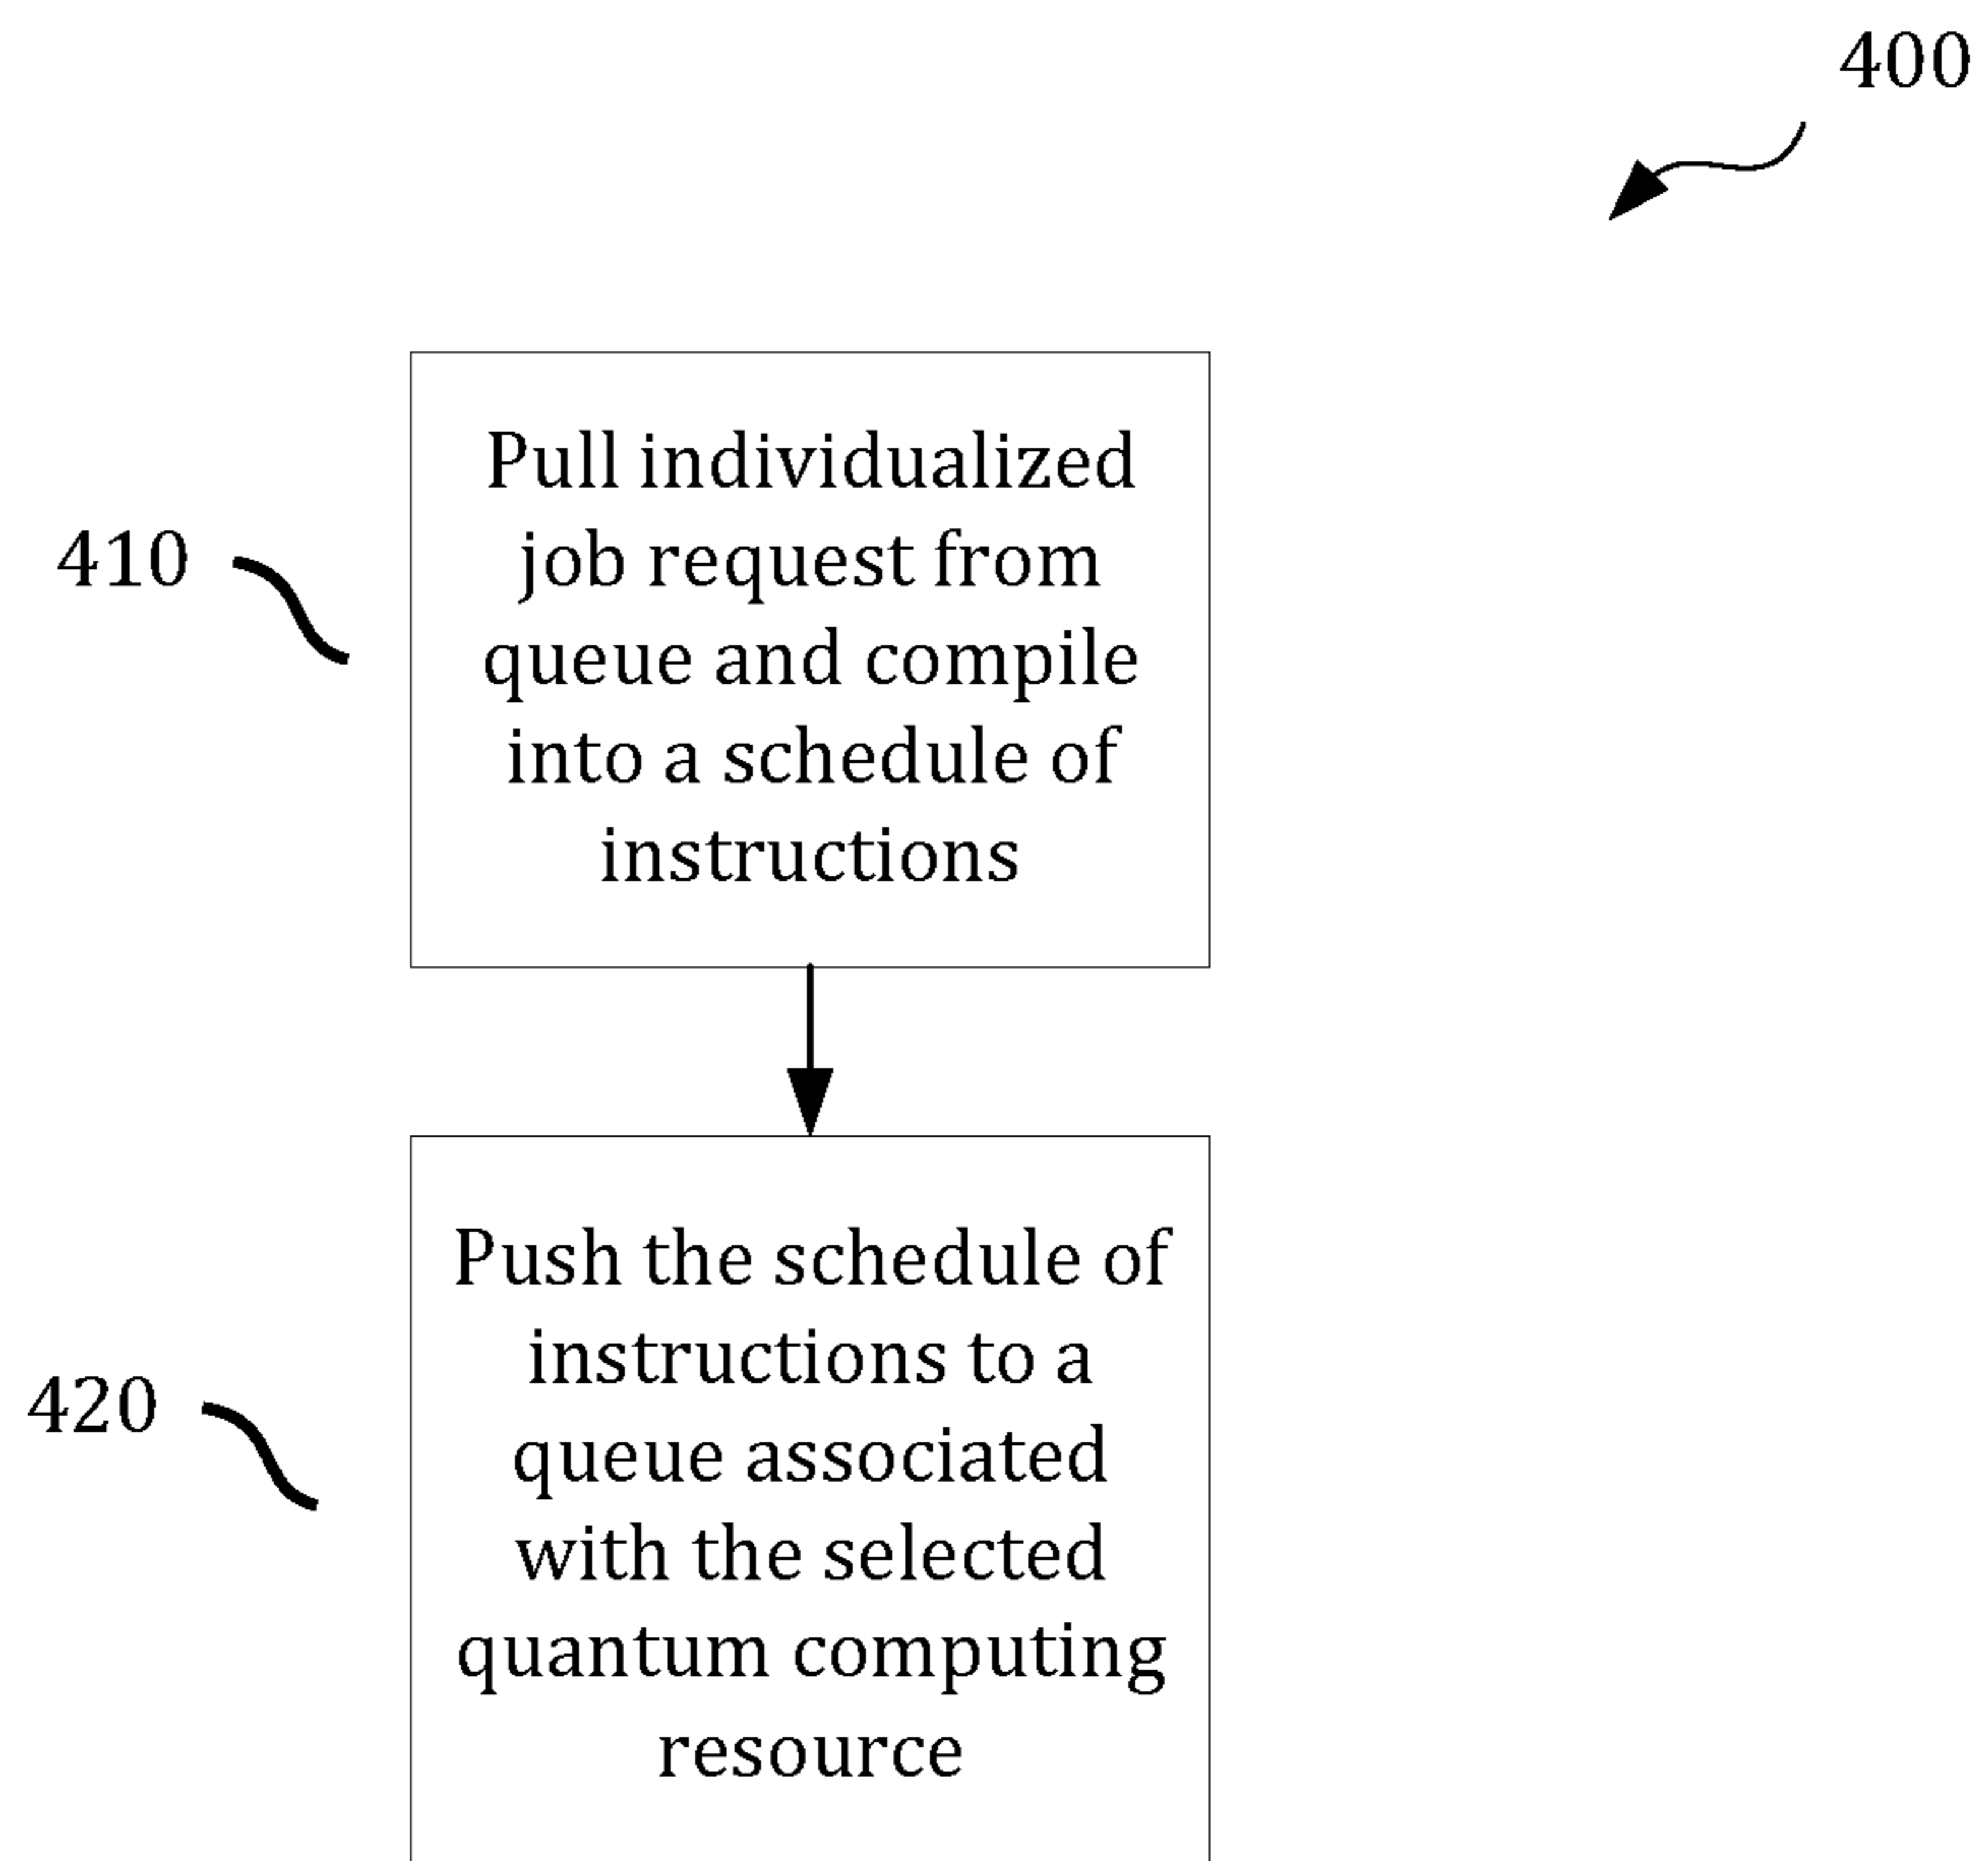 400
410
Pull individualized
job request from
queue and compile
into a schedule of
instructions
420
Push the schedule of
instructions to a
queue associated
with the selected
quantum computing
resource